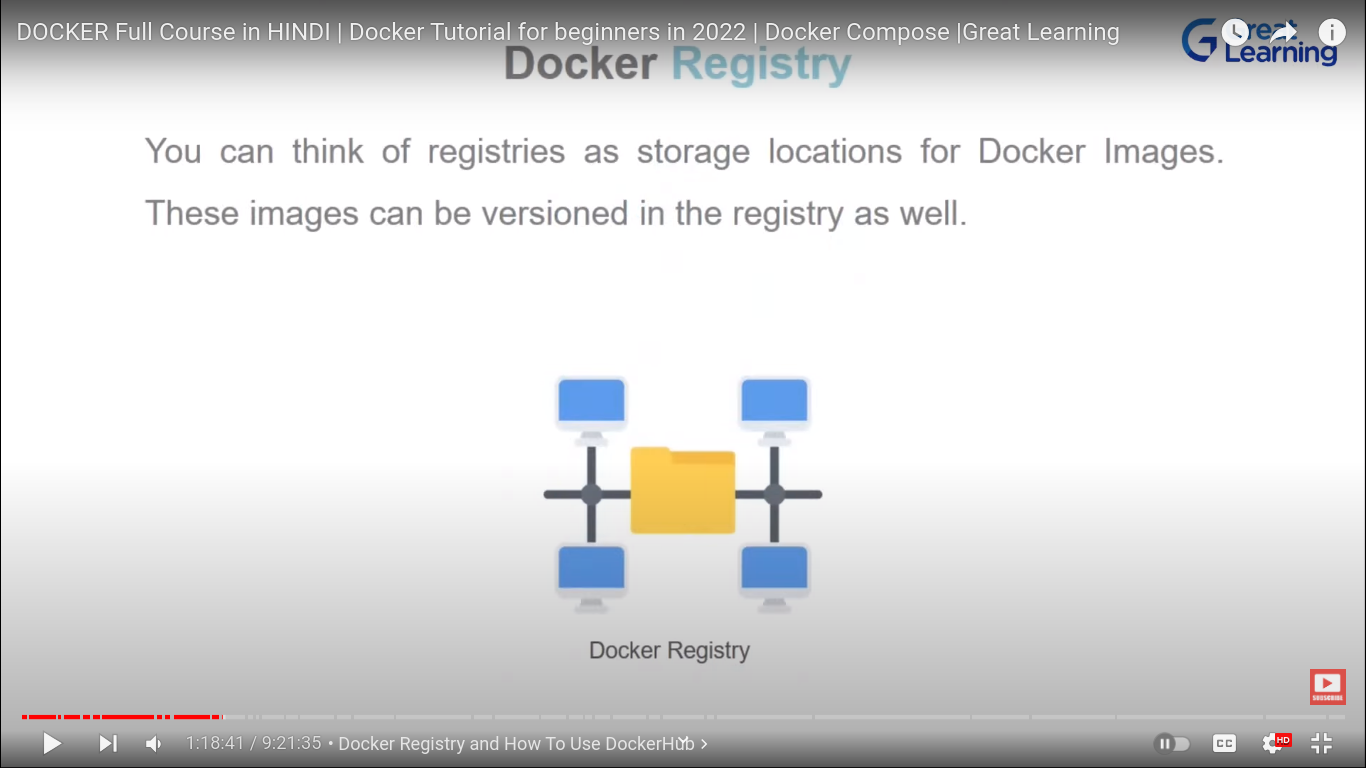 DOCKER Full Course in HINDI | Docker Tutorial for beginners in 2022 | Docker Compose |Great Learning
Great
Learning
Docker Registry
You can think of registries as storage locations for Docker Images.
These images can be versioned in the registry as well.
Docker Registry
SUBSCRIBE
1:18:41 / 9:21:35 • Docker Registry and How To Use DockerHub
CC
HD